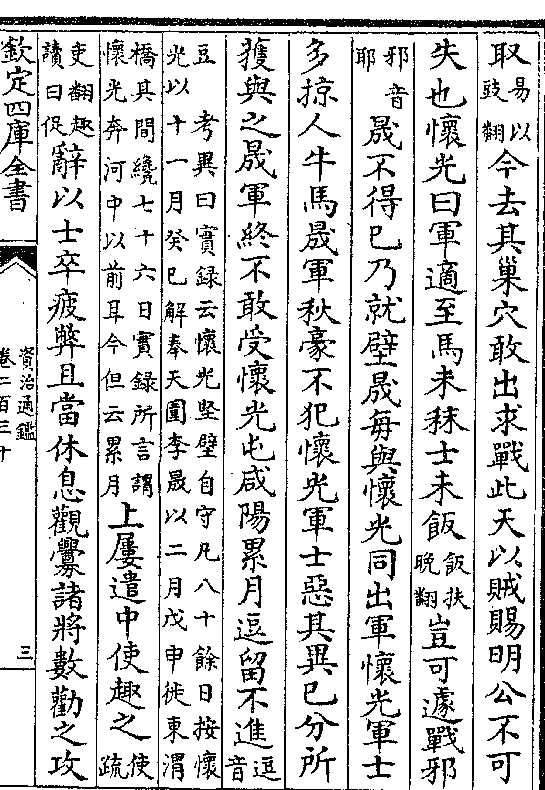 取易以豉翻今去其巢穴敢出求戰此天以賊賜明公不可
失也懷光曰軍適至馬未秣士未飯飯扶晚翻豈可遽戰邪
邪音耶晟不得已乃就壁晟每與懷光同出軍懷光軍士
多掠人牛馬晟軍秋豪不犯懷光軍士惡其異已分所
獲與之晟軍終不敢受懷光屯咸陽累月逗留不進逗音
豆 考異曰實録云懷光堅壁自守凡八十餘日按懷
光以十一月癸巳解奉天圍李晟以二月戊申徙東渭
橋其間纔七十六日實録所言謂
懷光奔河中以前耳今但云累月
上屢遣中使趣之使疏
吏翻趣讀曰促辭以士卒疲弊且當休息觀釁諸將數勸之攻
欽定四庫全書
資治通鑑
卷二百三十
三